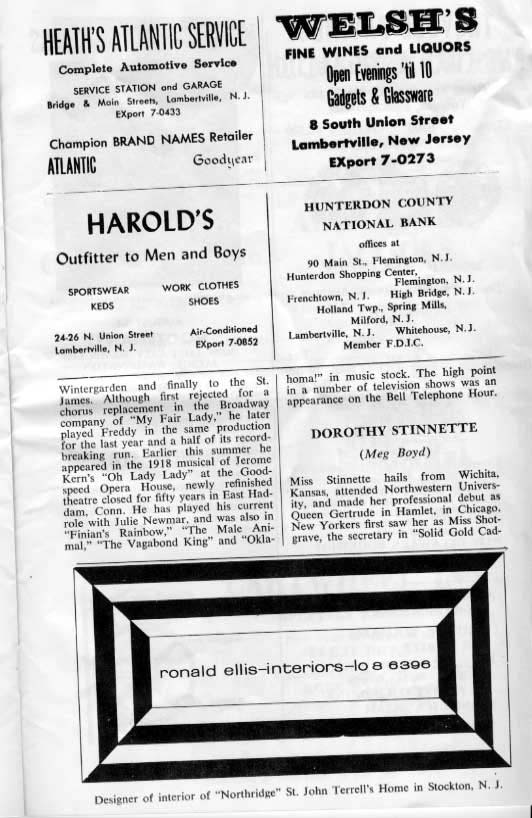 HEATH'S ATLANTIC SERVICE
Complete Automotive Service
SERVICE STATION and GARAGE
Bridge & Main Streets, Lambertville, N. J.
EXport 7-0433
Champion BRAND NAMES Retailer
ATLANTIC Goodyear
WELSH'S
FINE WINES and LIQUORS
Open Evenings 'til 10
Gadgets & Glassware
8 South Union Street
Lambertville, New Jersey
EXport 7-0273
HAROLD'S
Outfitter to Men and Boys
SPORTSWEAR WORK CLOTHES
KEDS SHOES
24-26 N. Union Street Air-Conditioned
Lambertville, N. J. EXport 7-0852
HUNTERDON COUNTY
NATIONAL BANK
offices at
90 Main St., Flemington, N. J.
Hunterdon Shopping Center,
Flemington, N. J.
Frenchtown, N. J. High Bridge, N. J.
Holland Twp., Spring Mills,
Milford, N. J.
Lambertville, N. J. Whitehouse, N. J.
Member F.D.I.C.
Wintergarden and finally to the St.
James. Although first rejected for a
chorus replacement in the Broadway
company of "My Fair Lady," he later
played Freddy in the same production
for the last year and a half of its record-
breaking run. Earlier this summer he
appeared in the 1918 musical of Jerome
Kern's "Oh Lady Lady" at the Good-
speed Opera House, newly refinished
theatre closed for fifty years in East Had-
dam, Conn. He has played his current
role with Julie Newmar, and was also in
"Finian's Rainbow," "The Male Ani-
mal," "The Vagabond King" and "Okla-
homa!" in music stock. The high point
in a number of television shows was an
appearance on the Bell Telephone Hour.
DOROTHY STINNETTE
(Meg Boyd)
Miss Stinnette hails from Wichita,
Kansas, attended Northwestern Univers-
ity, and made her professional debut as
Queen Gertrude in Hamlet, in Chicago.
New Yorkers first saw her as Miss Shot-
grave, the secretary in "Solid Gold Cad-
ronald ellis-interiors-lo 8 6396
Designer of interior of "Northridge" St. John Terrell's Home in Stockton, N. J.